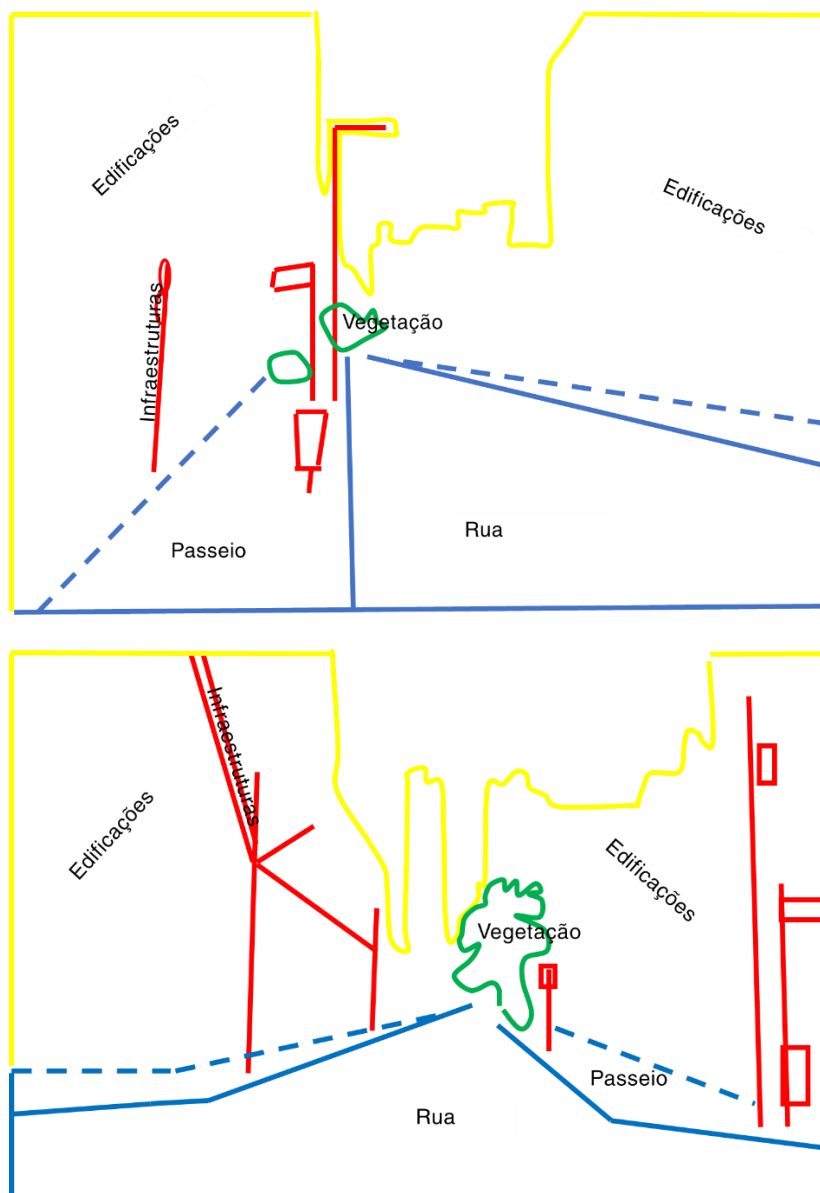 Edificações
Edificações
Infraestruturas
Vegetação
Passeio
Rua
Infraestruturas
Edificações
Edificações
Vegetação
Passeio
Rua